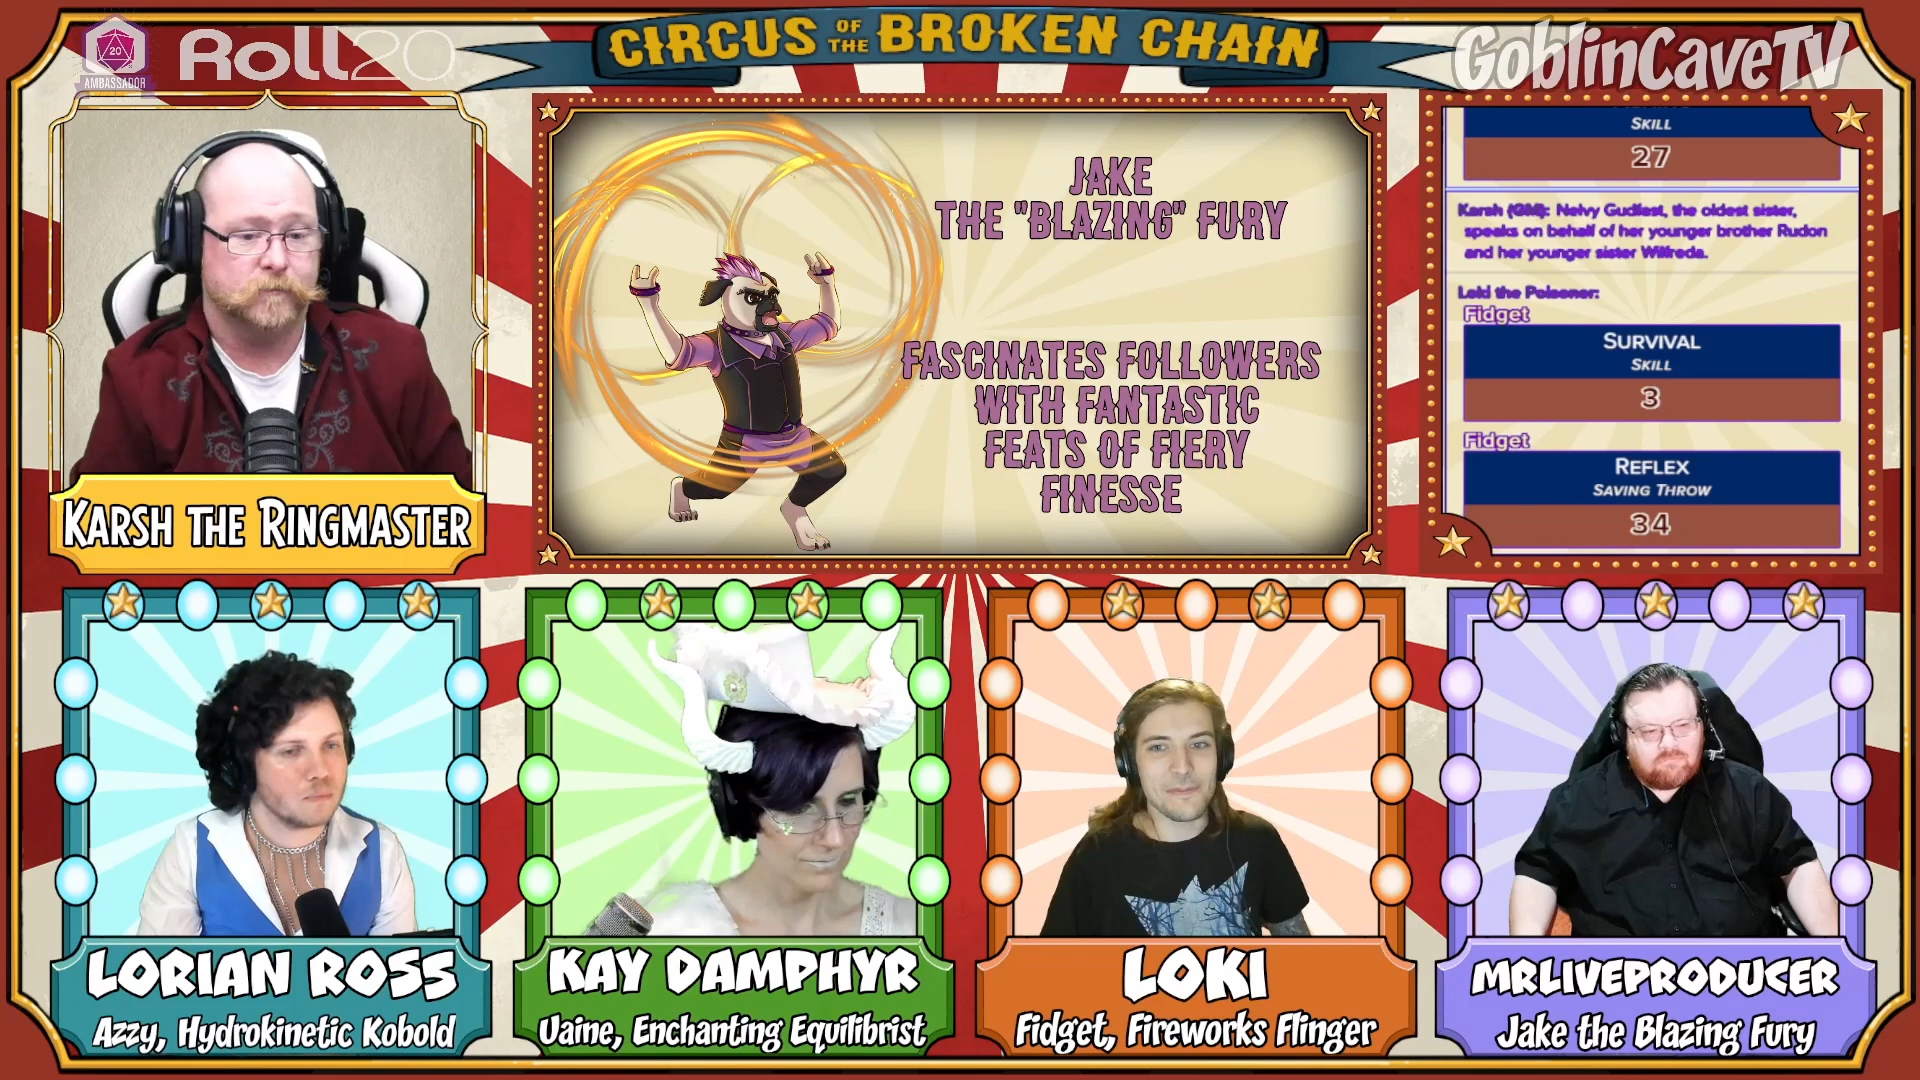 20
AMBASSADOR
Roll20
CIRCUS OF THE BROKEN CHAIN
GoblinCaveTV
KARSH THE RINGMASTER
JAKE
THE "BLAZING" FURY
FASCINATES FOLLOWERS
WITH FANTASTIC
FEATS OF FIERY
FINESSE
SKILL
27
Karsh (GM): Nelvy Gudfast, the oldest sister,
speaks on behalf of her younger brother Rudon
and her younger sister Wilfreda.
Loki the Poisoner:
Fidget
SURVIVAL
SKILL
3
Fidget
REFLEX
SAVING THROW
34
LORIAN ROSS
Azzy, Hydrokinetic Kobold
KAY DAMPHYR
Vaine, Enchanting Equilibrist
LOKI
Fidget, Fireworks Flinger
MRLIVEPRODUCER
Jake the Blazing Fury